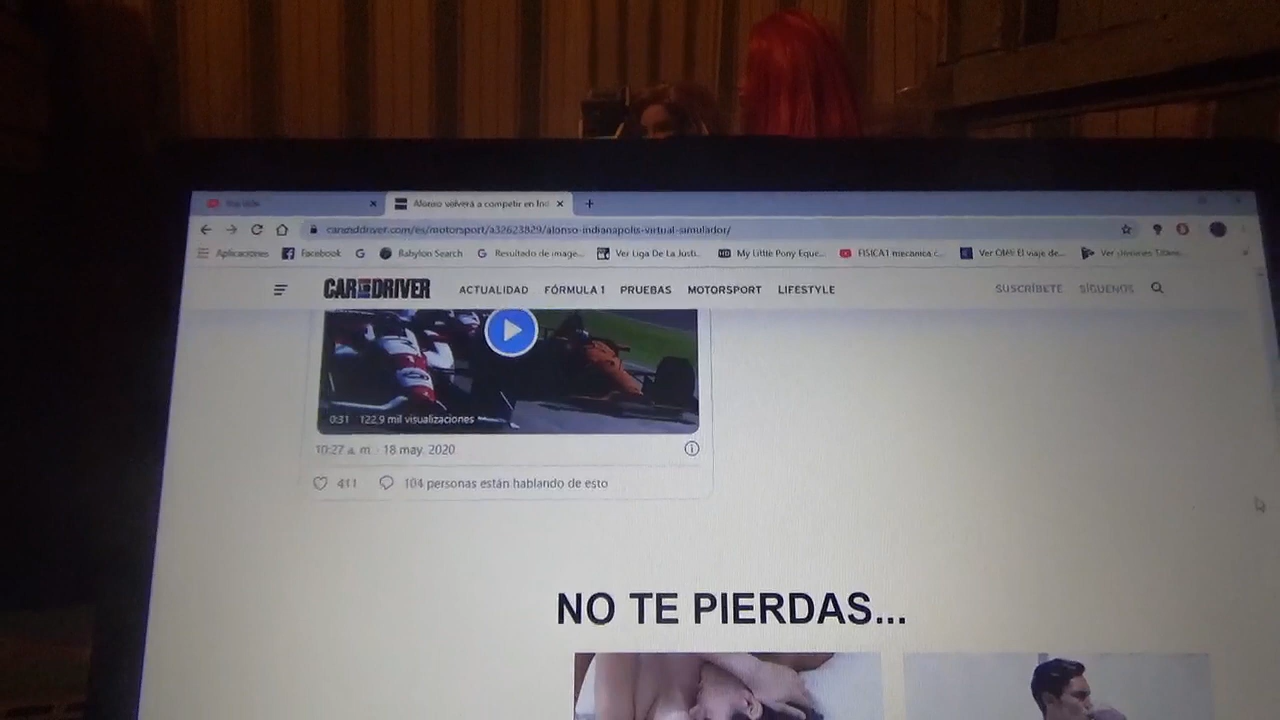 Alonso volverá a competir en Ind
caranddriver.com/es/motorsport/a32623829/alonso-indianapolis-virtual-simulador/
Aplicaciones Facebook G Babylon Search G Resultado de image... Ver Liga De La Justi... My Little Pony Eque... FISICA1 mecanica c... Ver
CAR AND DRIVER ACTUALIDAD FÓRMULA 1 PRUEBAS MOTORSPORT LIFESTYLE SUSCRÍBETE SÍGUENOS
0:31 122,9 mil visualizaciones
10:27 a. m. · 18 may. 2020
411 104 personas están hablando de esto
NO TE PIERDAS...